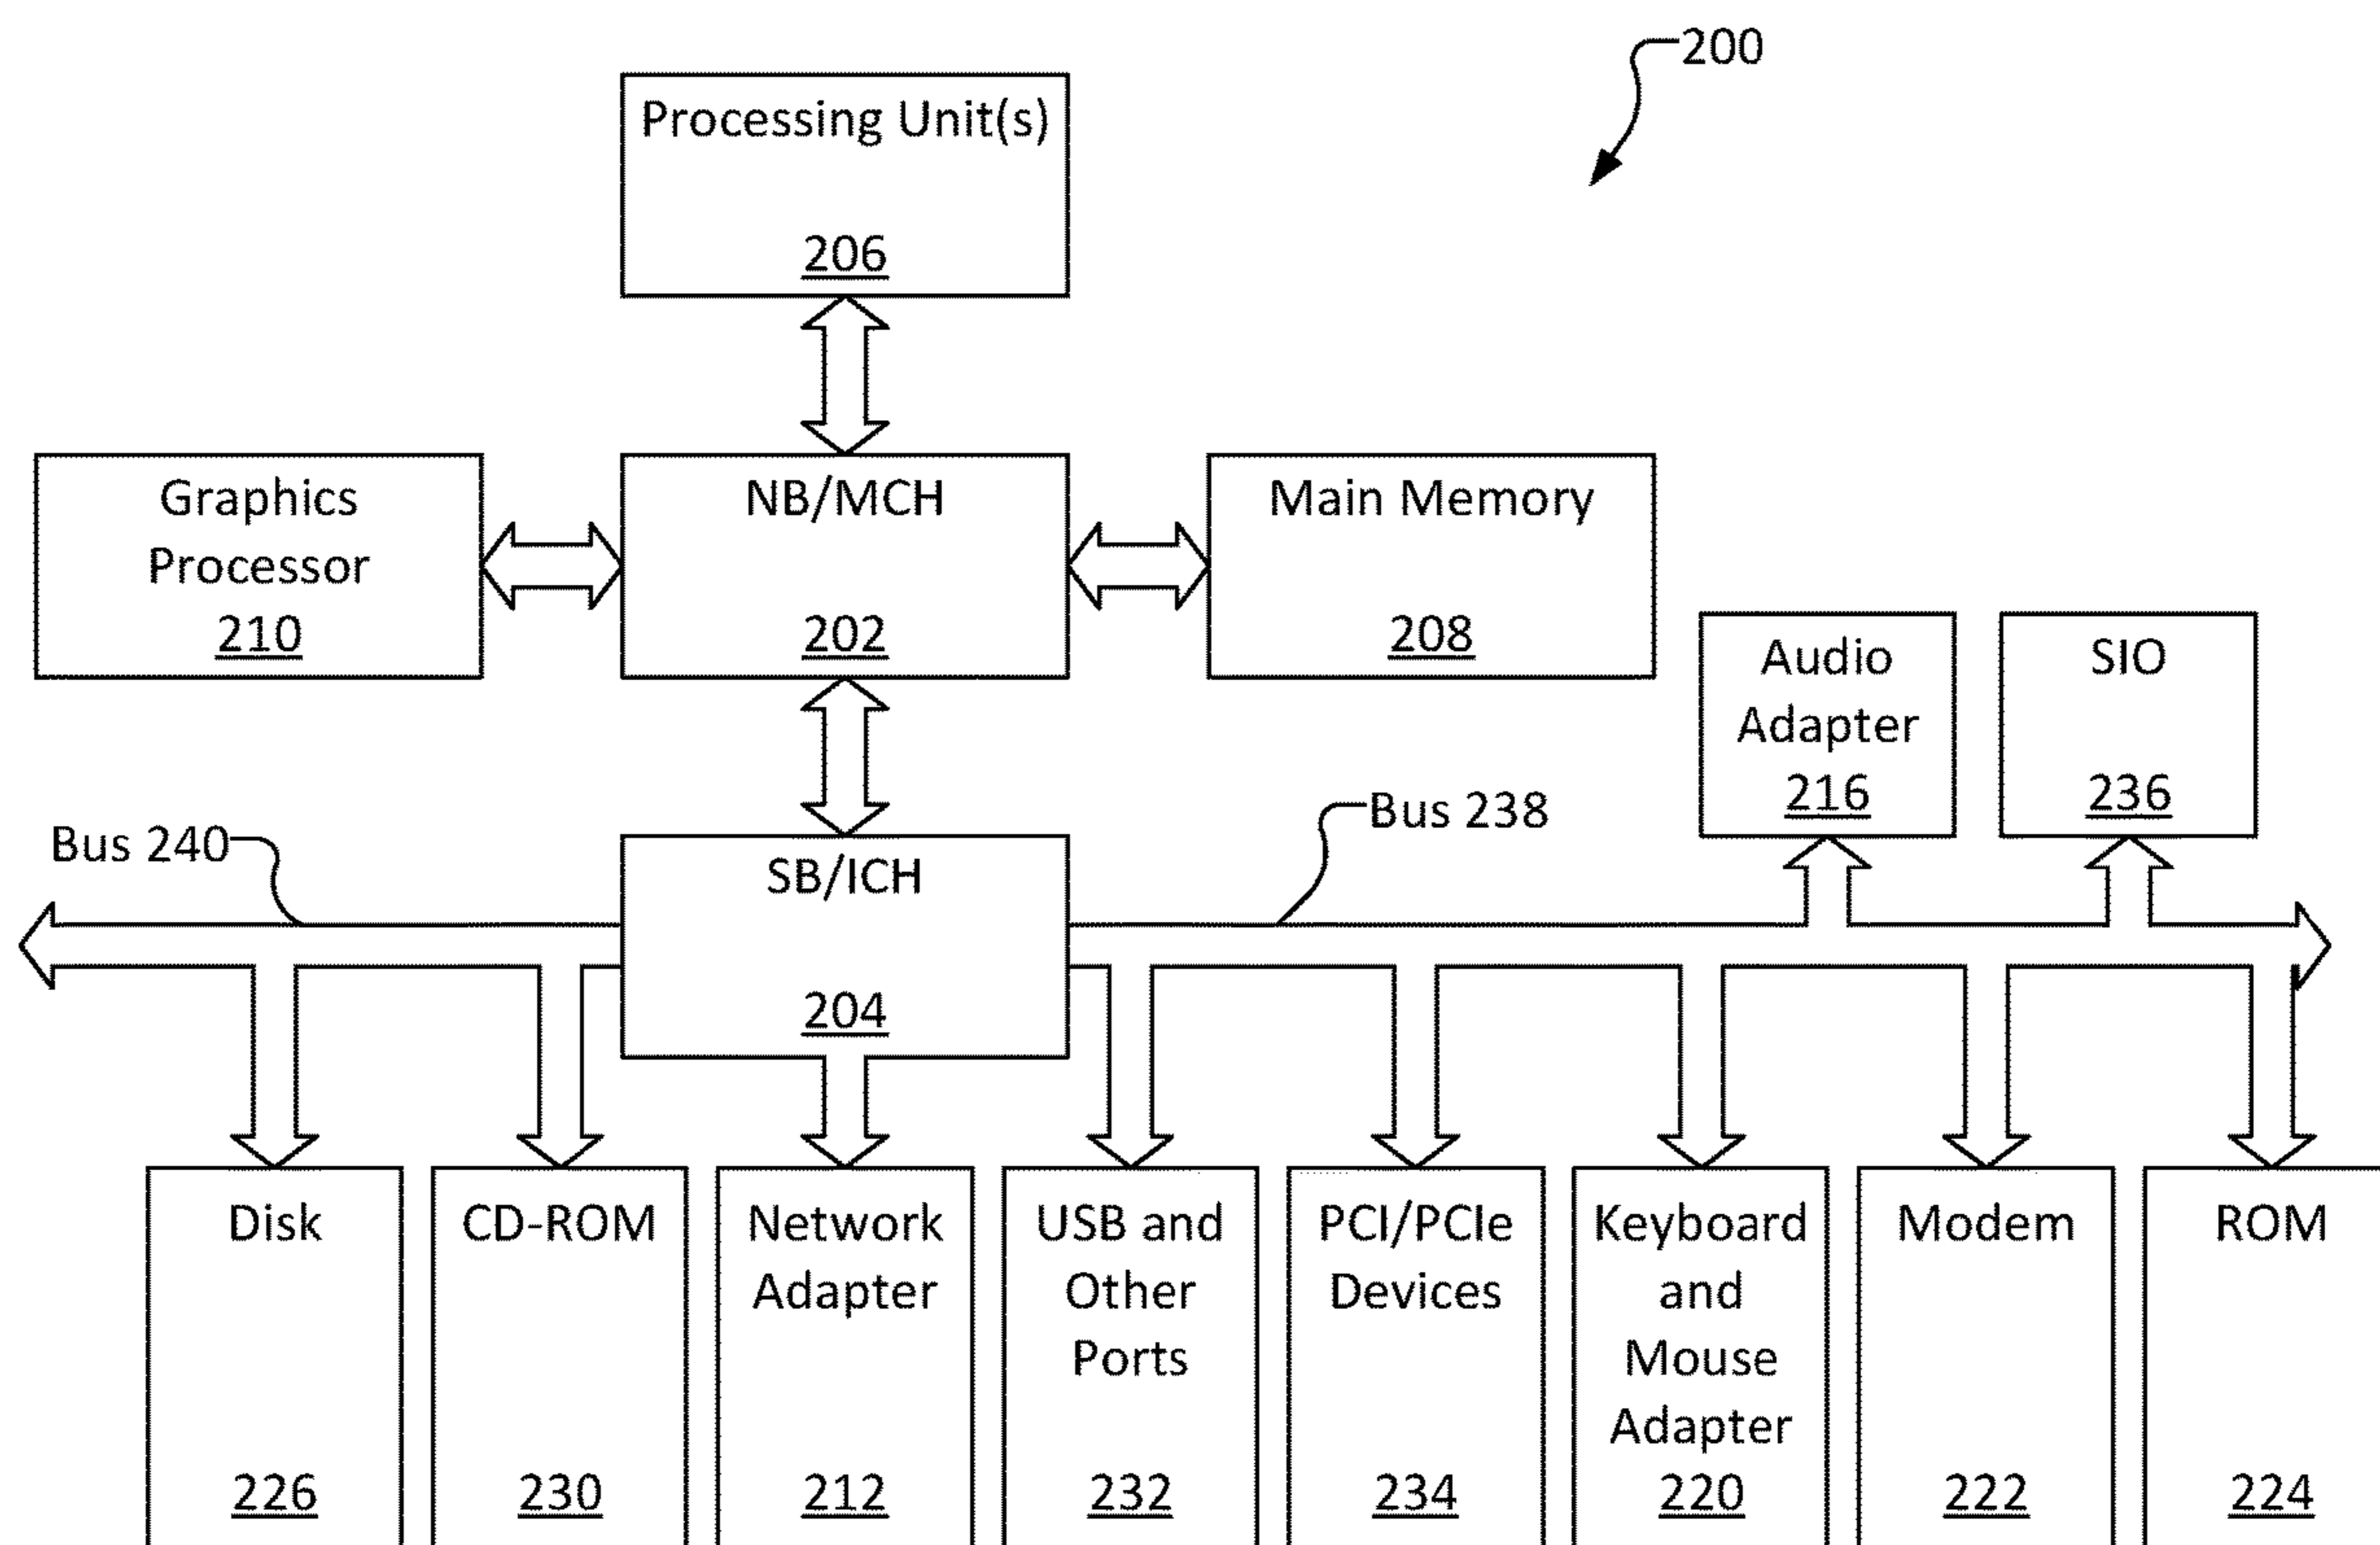 200
Processing Unit(s)
206
Graphics
Processor
210
NB/MCH
202
Main Memory
208
Audio
Adapter
216
SIO
236
Bus 240
SB/ICH
204
Bus 238
Disk
226
CD-ROM
230
Network
Adapter
212
USB and
Other
Ports
232
PCI/PCIe
Devices
234
Keyboard
and
Mouse
Adapter
220
Modem
222
ROM
224